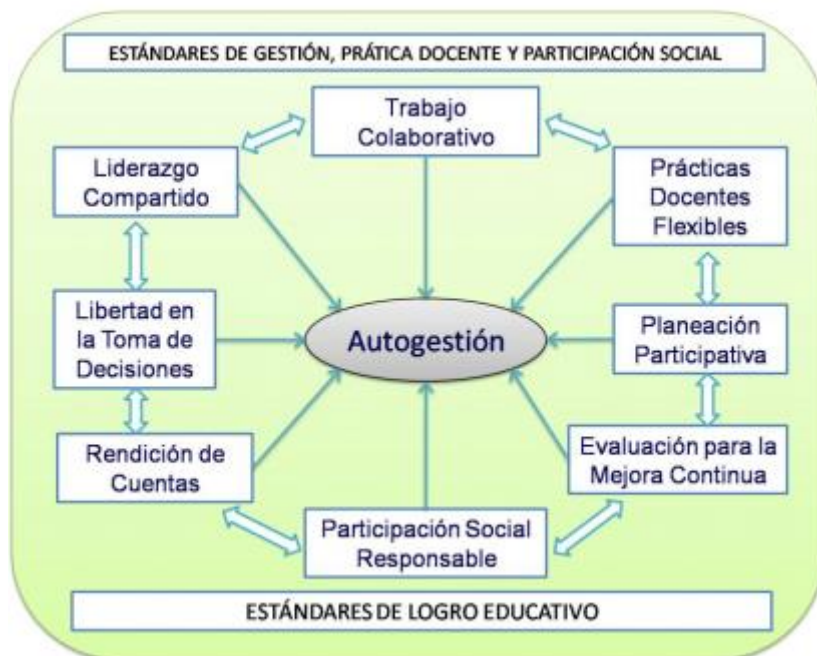 ESTÁNDARES DE GESTIÓN, PRÁTICA DOCENTE Y PARTICIPACIÓN SOCIAL
Trabajo
Colaborativo
Liderazgo
Compartido
Prácticas
Docentes
Flexibles
Libertad en
la Toma de
Decisiones
Autogestión
Planeación
Participativa
Rendición de
Cuentas
Evaluación para la
Mejora Continua
Participación Social
Responsable
ESTÁNDARES DE LOGRO EDUCATIVO